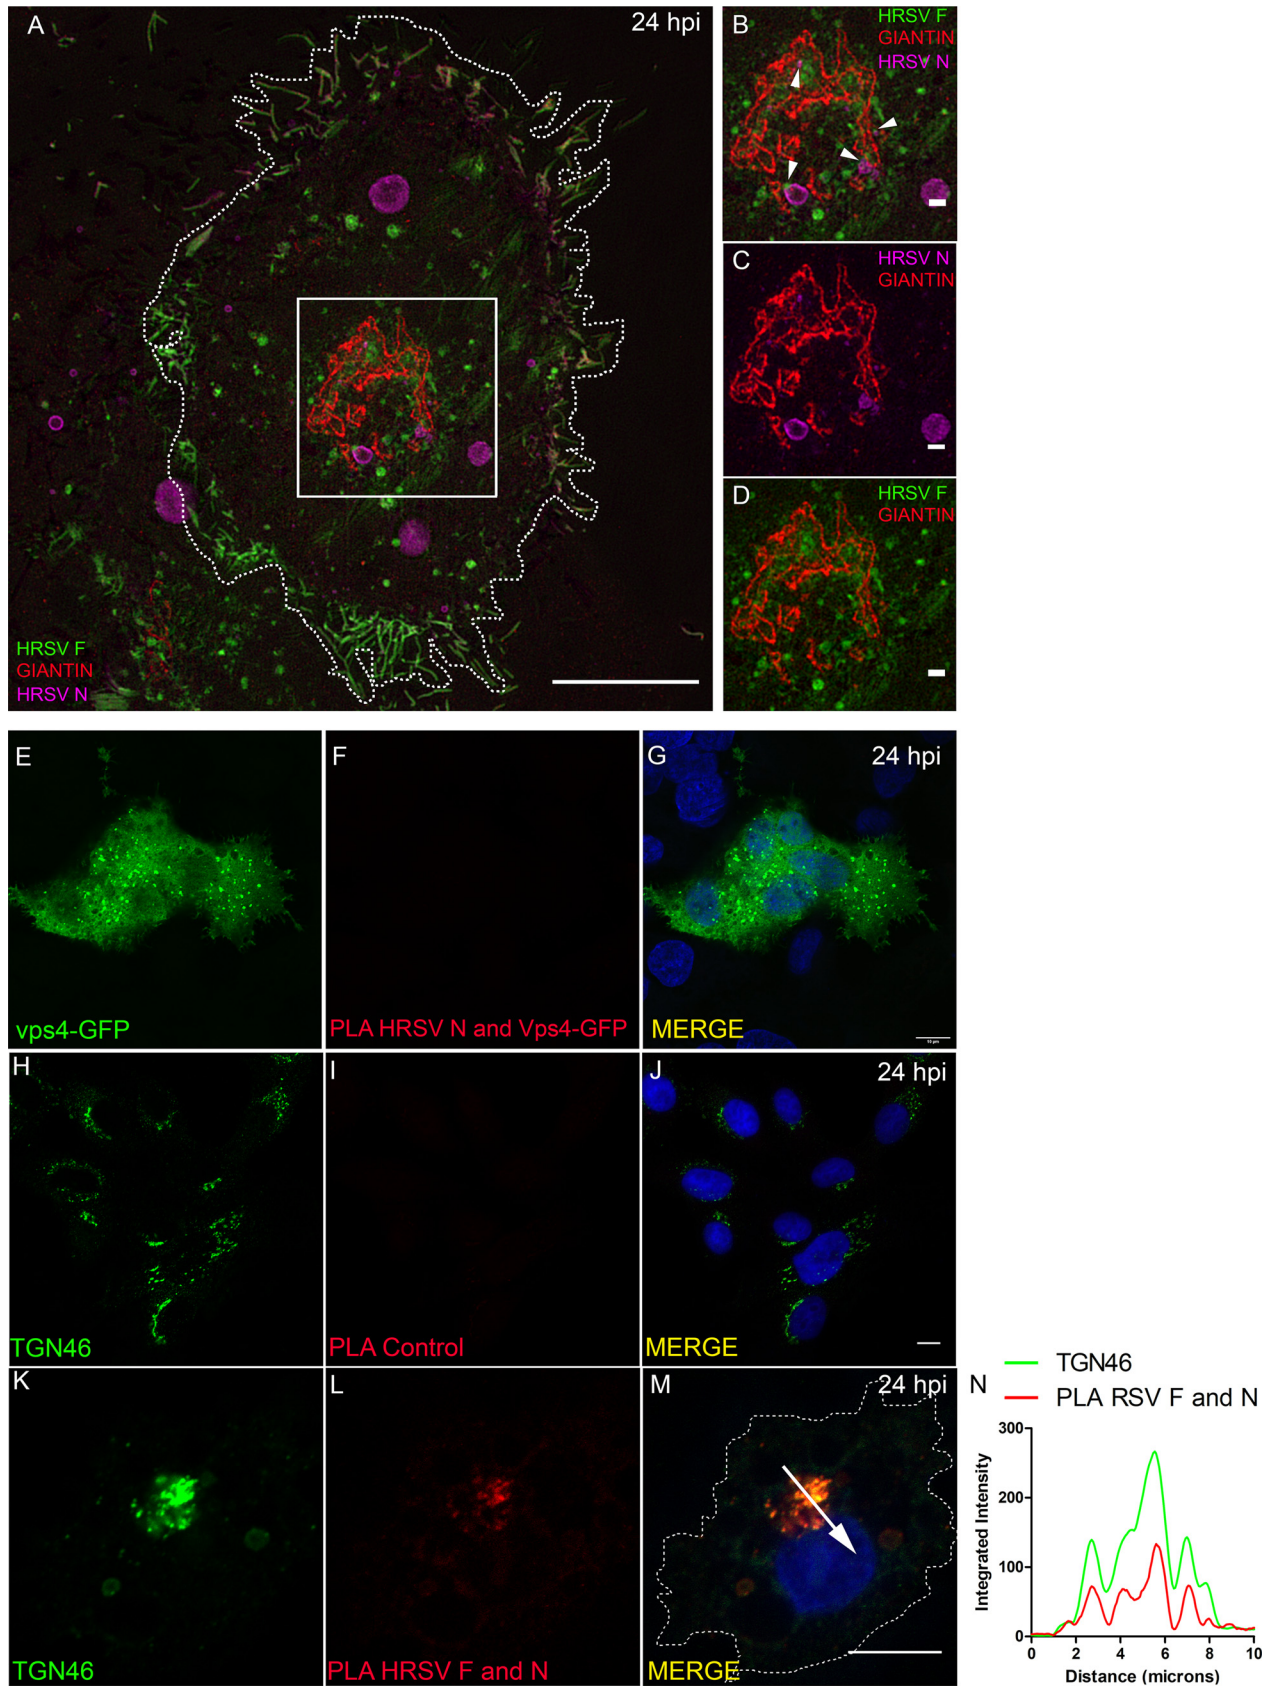 A
24 hpi
HRSV F
GIANTIN
HRSV N
B
HRSV F
GIANTIN
HRSV N
C
HRSV N
GIANTIN
D
HRSV F
GIANTIN
E
vps4-GFP
F
PLA HRSV N and Vps4-GFP
G
24 hpi
MERGE
10 µm
H
TGN46
I
PLA Control
J
24 hpi
MERGE
K
TGN46
L
PLA HRSV F and N
M
24 hpi
MERGE
N
TGN46
PLA RSV F and N
300
200
100
0
Integrated Intensity
0 2 4 6 8 10
Distance (microns)